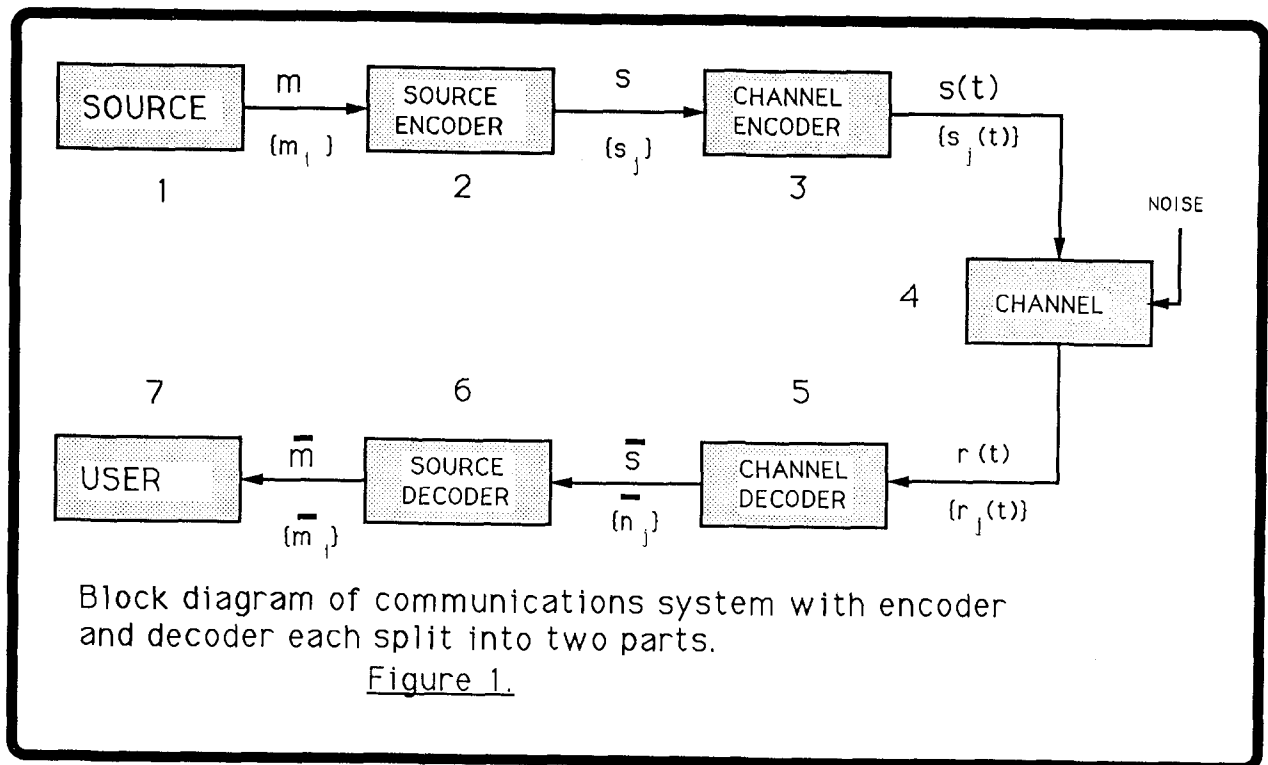 SOURCE
m
{m_i}
1
SOURCE
ENCODER
s
{s_j}
2
CHANNEL
ENCODER
s(t)
{s_j(t)}
3
NOISE
4
CHANNEL
7
6
5
USER
m̅
{m̅_i}
SOURCE
DECODER
s̅
{n̅_j}
CHANNEL
DECODER
r(t)
{r_j(t)}
Block diagram of communications system with encoder
and decoder each split into two parts.
Figure 1.